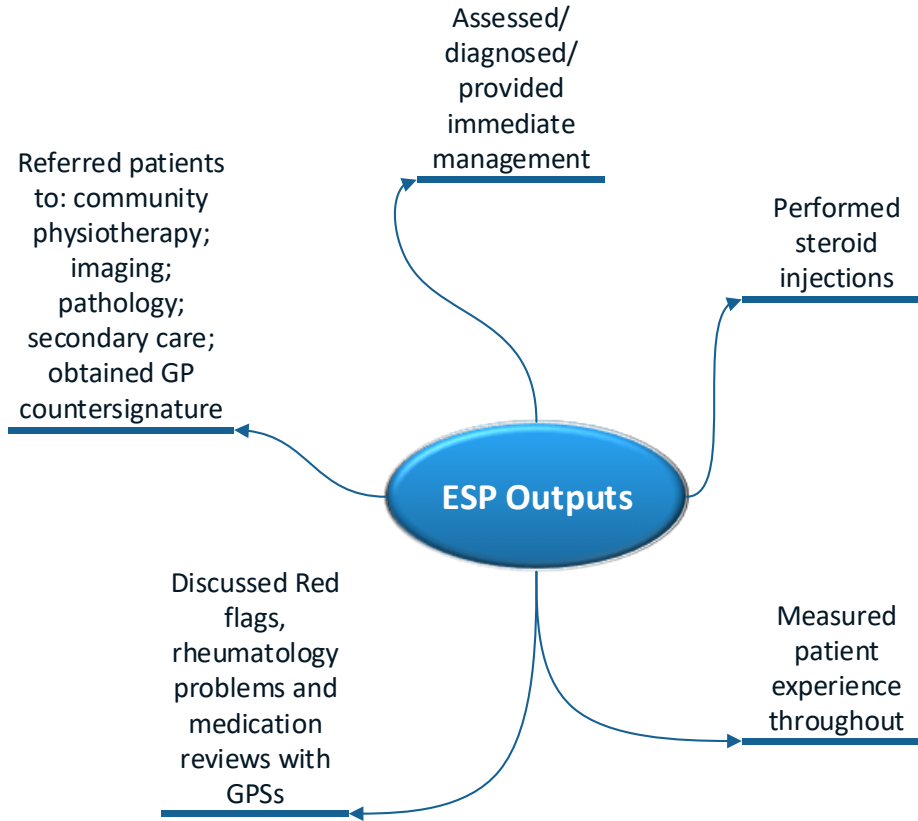 Assessed/
diagnosed/
provided
immediate
management
Referred patients
to: community
physiotherapy;
imaging;
pathology;
secondary care;
obtained GP
countersignature
Performed
steroid
injections
ESP Outputs
Discussed Red
flags,
rheumatology
problems and
medication
reviews with
GPSs
Measured
patient
experience
throughout